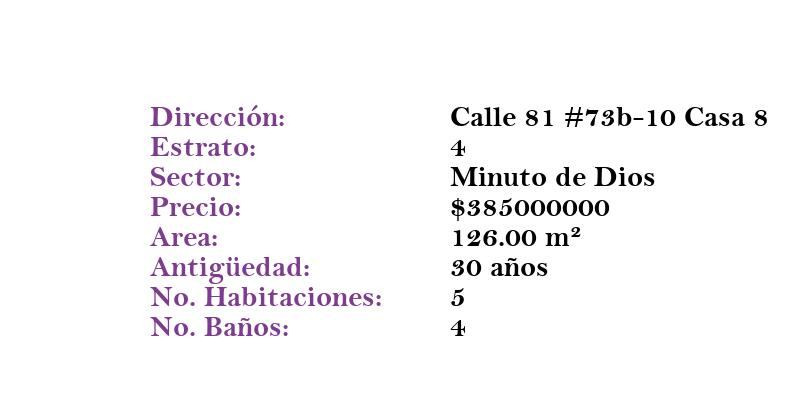 Dirección: Calle 81 #73b-10 Casa 8
Estrato: 4
Sector: Minuto de Dios
Precio: $385000000
Area: 126.00 m²
Antigüedad: 30 años
No. Habitaciones: 5
No. Baños: 4